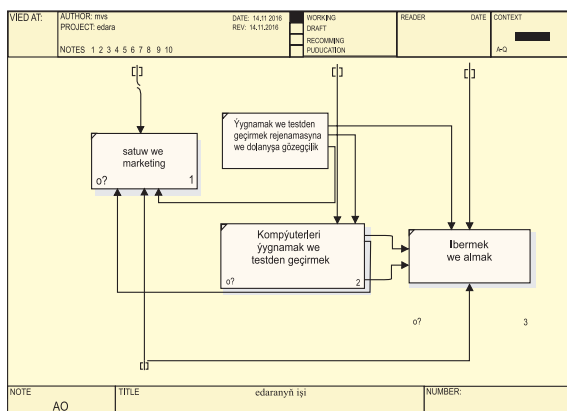 VIED AT:
AUTHOR: mvs
PROJECT: edara
NOTES 1 2 3 4 5 6 7 8 9 10
DATE: 14,11 2016
REV: 14,11,2016
WORKING
DRAFT
RECOMMING
PUDUCATION
READER DATE
CONTEXT
A-Q
satuw we
marketing
o? 1
Ýygnamak we testden
geçirmek rejenamasyna
we dolanyşa gözegçilik
Kompýuterleri
ýygnamak we
testden geçirmek
o? 2
Ibermek
we almak
o? 3
NOTE
AO
TITLE
edaranyň işi
NUMBER: